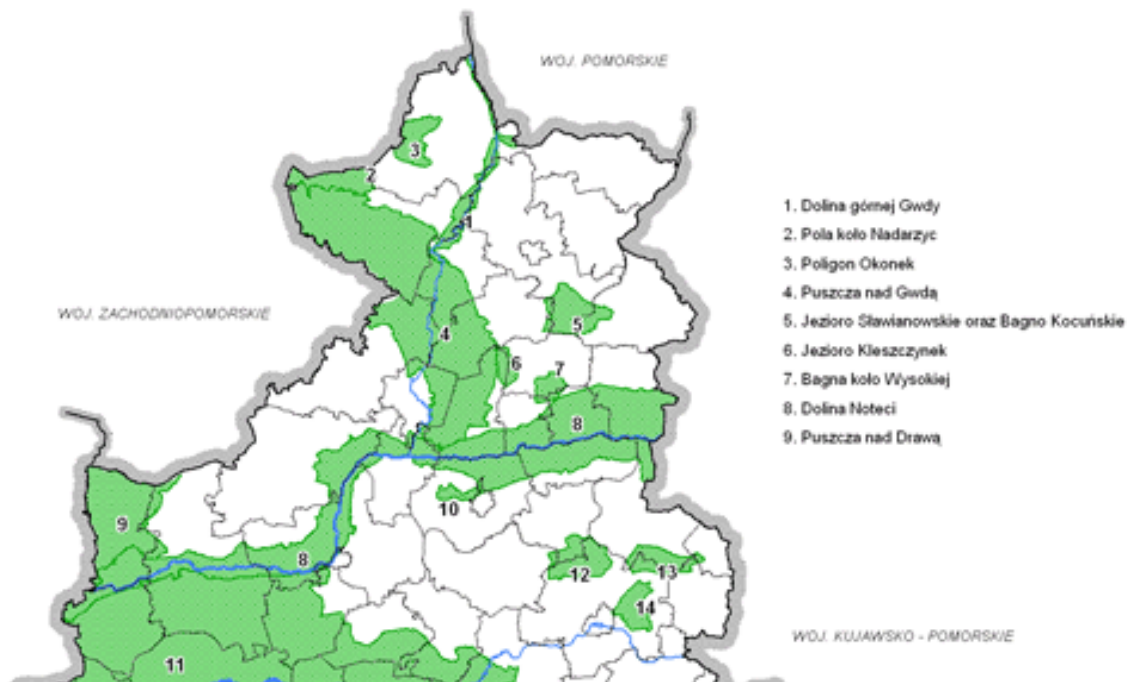 WOJ. POMORSKIE
3
2
1
1. Dolina górnej Gwdy
2. Pola koło Nadarzyc
3. Poligon Okonek
4. Puszcza nad Gwdą
5. Jezioro Sławianowskie oraz Bagno Kocuńskie
6. Jezioro Kleszczynek
7. Bagna koło Wysokiej
8. Dolina Noteci
9. Puszcza nad Drawą
WOJ. ZACHODNIOPOMORSKIE
4
5
6
7
8
10
9
8
12
13
14
WOJ. KUJAWSKO - POMORSKIE
11